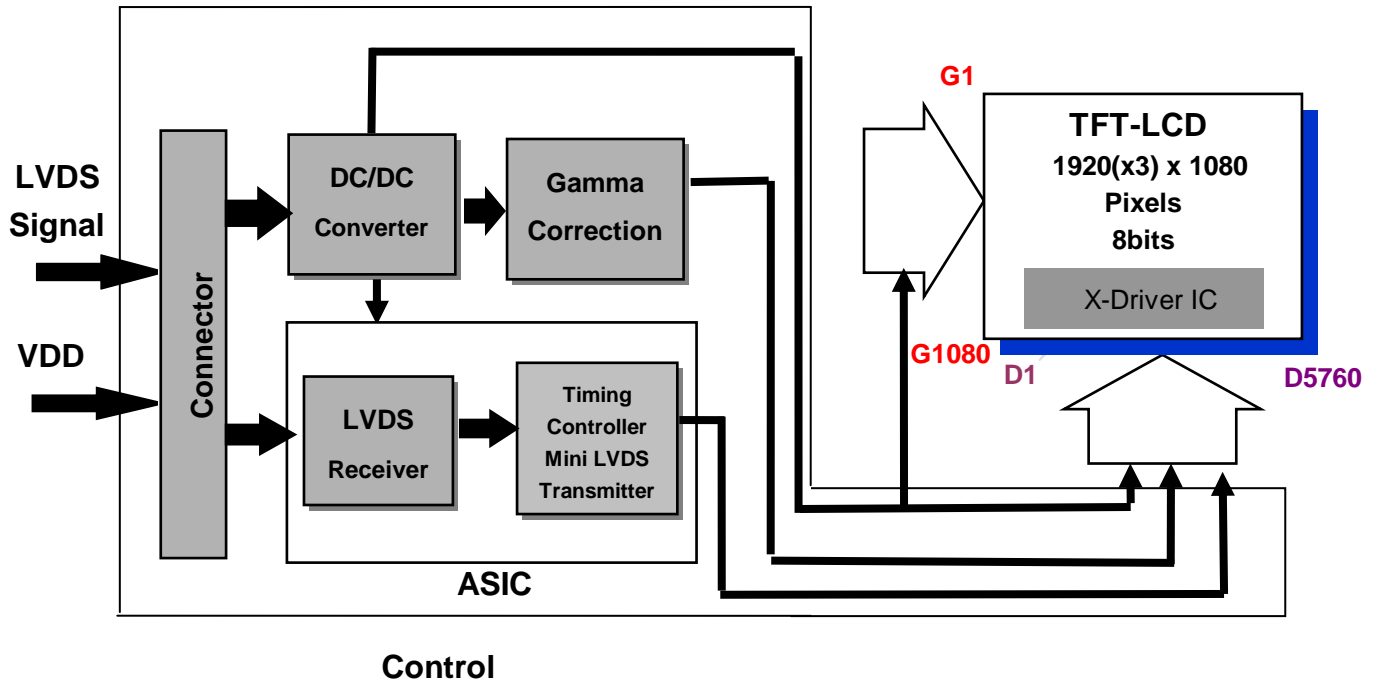 LVDS
Signal
VDD
Connector
DC/DC
Converter
Gamma
Correction
LVDS
Receiver
Timing
Controller
Mini LVDS
Transmitter
ASIC
Control
G1
TFT-LCD
1920(x3) x 1080
Pixels
8bits
X-Driver IC
G1080
D1
D5760